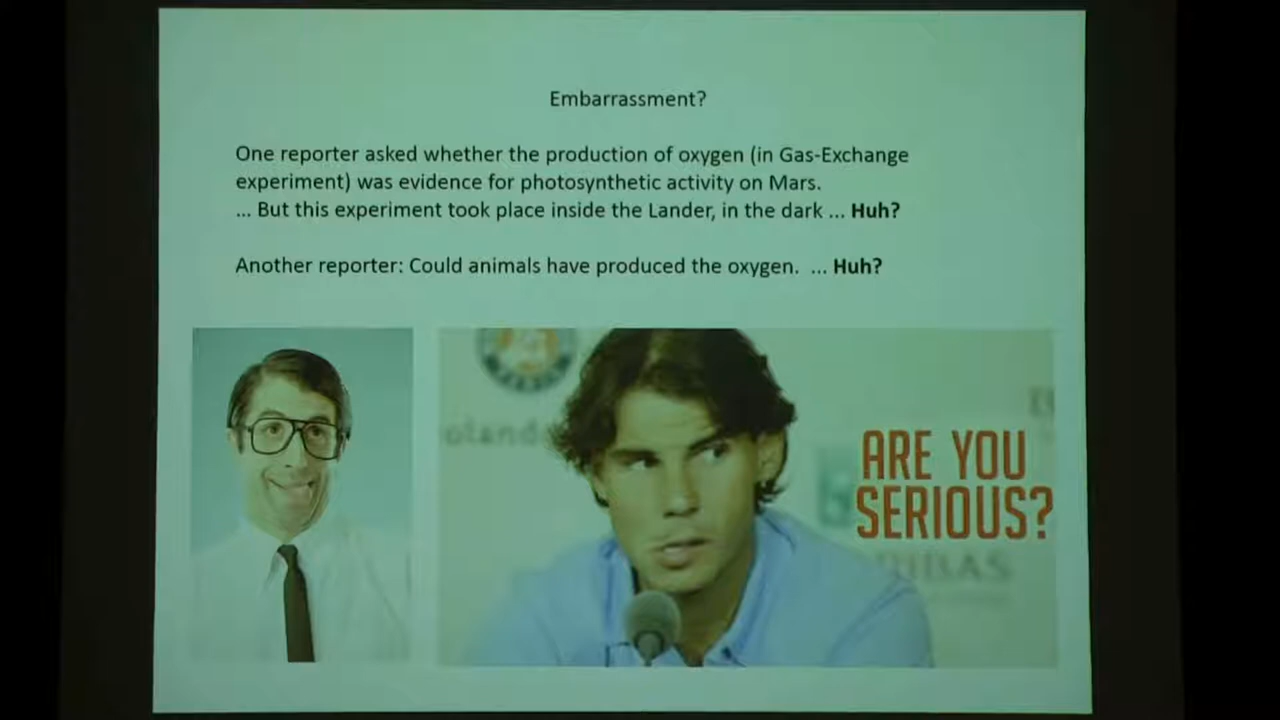 Embarrassment?
One reporter asked whether the production of oxygen (in Gas-Exchange
experiment) was evidence for photosynthetic activity on Mars.
... But this experiment took place inside the Lander, in the dark ... Huh?
Another reporter: Could animals have produced the oxygen. ... Huh?
oland
ARE YOU
SERIOUS?